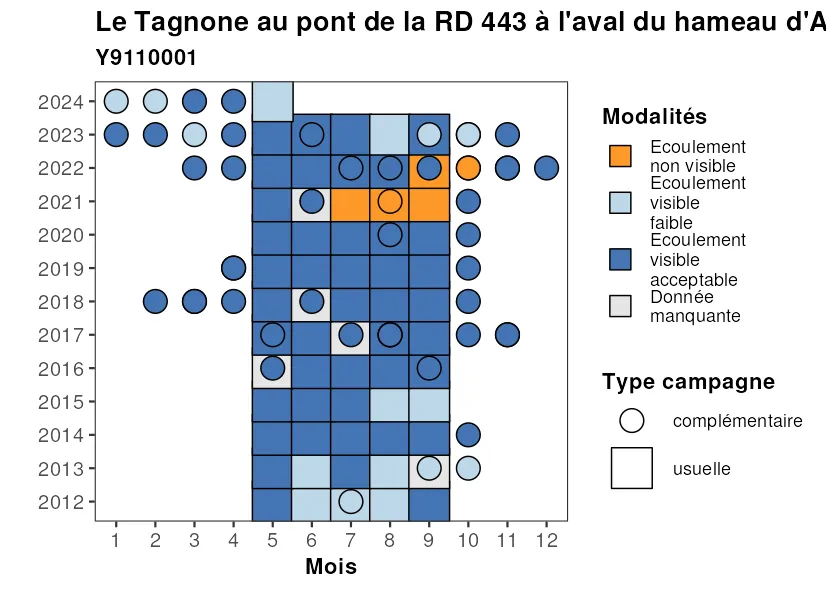 Le Tagnone au pont de la RD 443 à l'aval du hameau d'A
Y9110001
2024
2023
2022
2021
2020
2019
2018
2017
2016
2015
2014
2013
2012
1 2 3 4 5 6 7 8 9 10 11 12
Mois
Modalités
Ecoulement
non visible
Ecoulement
visible
faible
Ecoulement
visible
acceptable
Donnée
manquante
Type campagne
complémentaire
usuelle